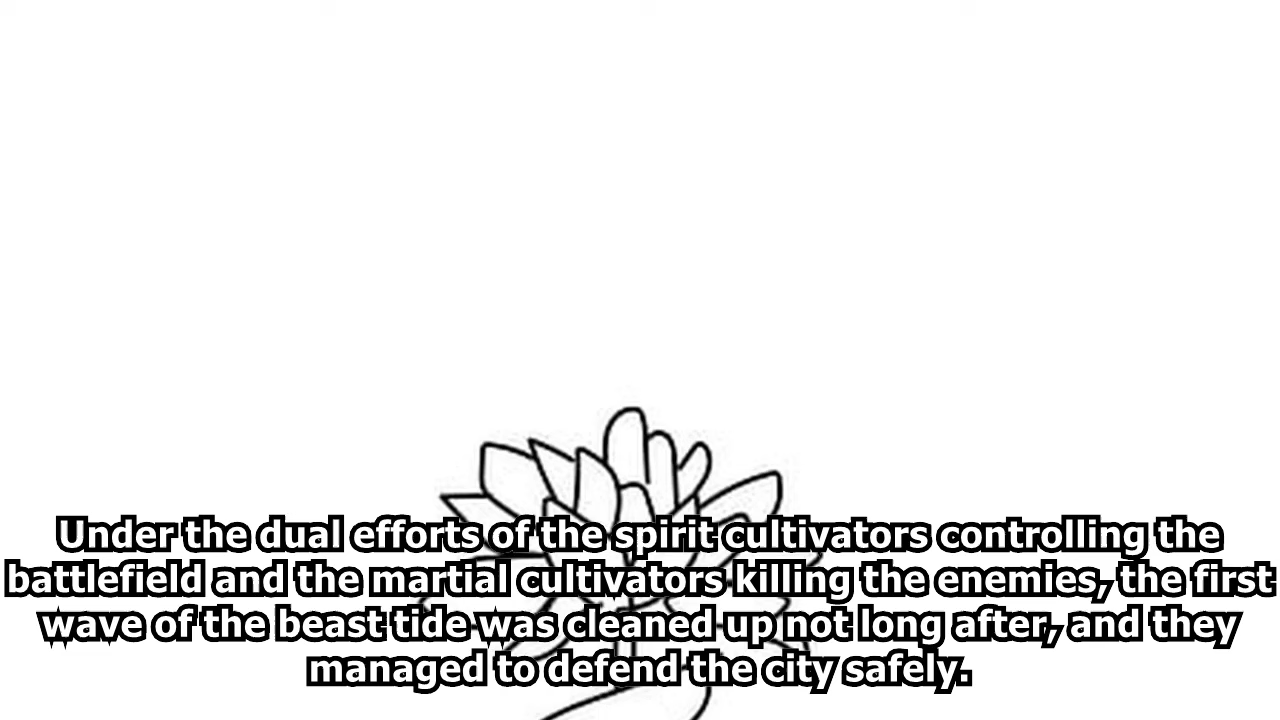 Under the dual efforts of the spirit cultivators controlling the
battlefield and the martial cultivators killing the enemies, the first
wave of the beast tide was cleaned up not long after, and they
managed to defend the city safely.